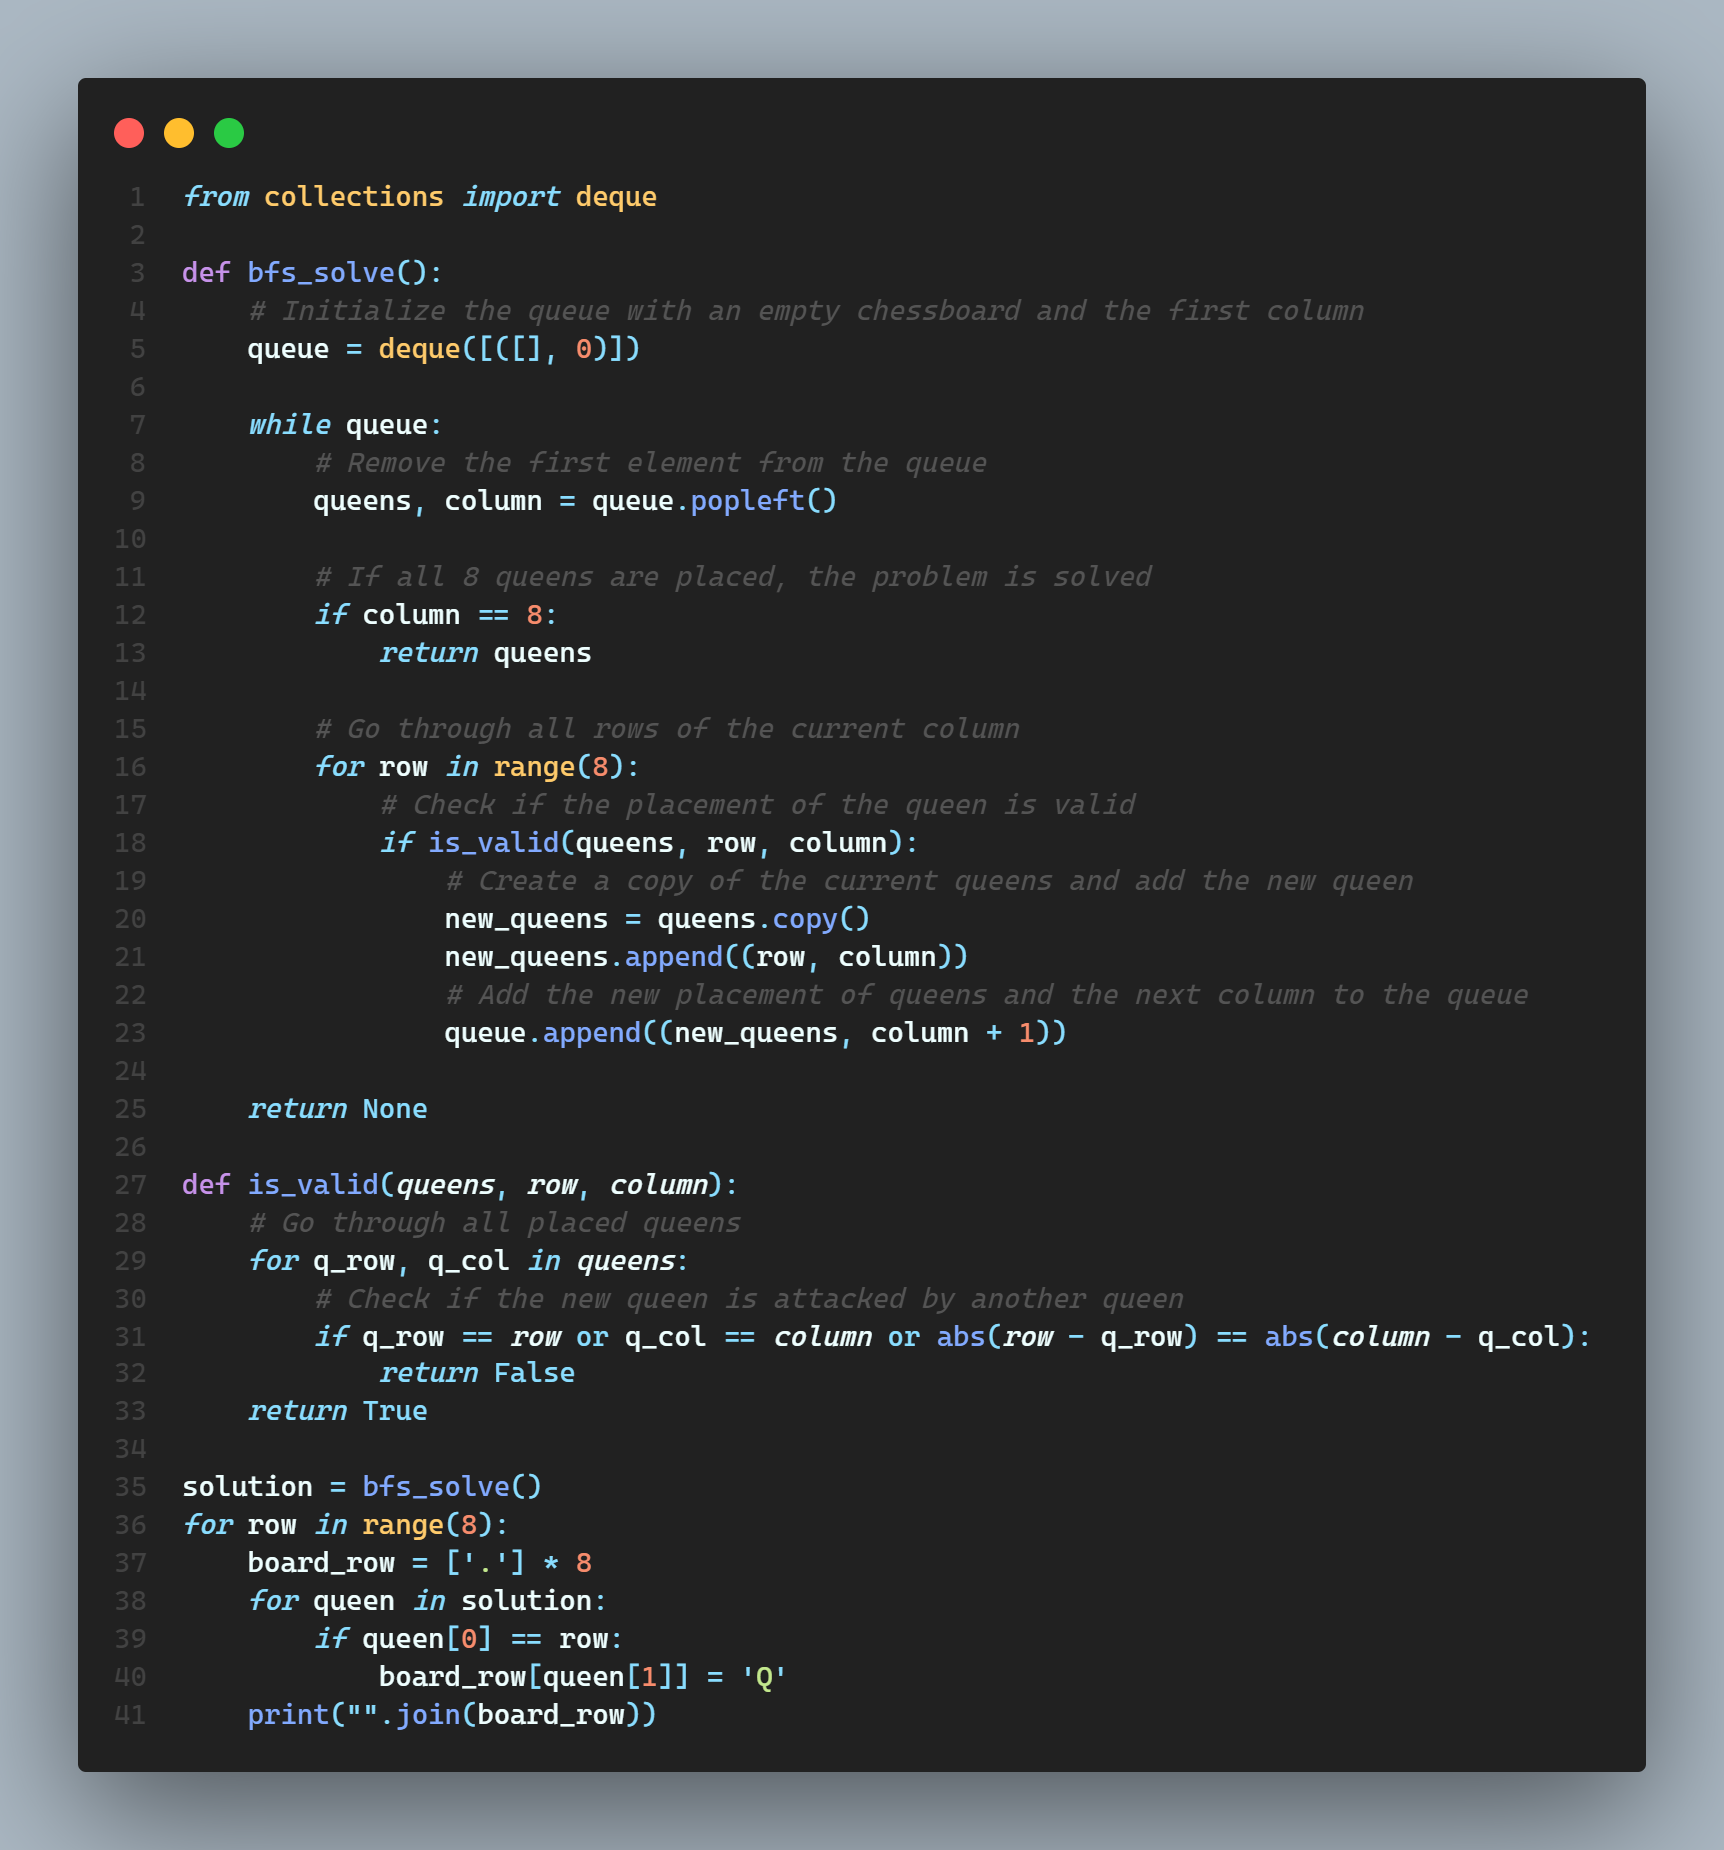 1 from collections import deque
2
3 def bfs_solve():
4     # Initialize the queue with an empty chessboard and the first column
5     queue = deque([([], 0)])
6
7     while queue:
8         # Remove the first element from the queue
9         queens, column = queue.popleft()
10
11         # If all 8 queens are placed, the problem is solved
12         if column == 8:
13             return queens
14
15         # Go through all rows of the current column
16         for row in range(8):
17             # Check if the placement of the queen is valid
18             if is_valid(queens, row, column):
19                 # Create a copy of the current queens and add the new queen
20                 new_queens = queens.copy()
21                 new_queens.append((row, column))
22                 # Add the new placement of queens and the next column to the queue
23                 queue.append((new_queens, column + 1))
24
25     return None
26
27 def is_valid(queens, row, column):
28     # Go through all placed queens
29     for q_row, q_col in queens:
30         # Check if the new queen is attacked by another queen
31         if q_row == row or q_col == column or abs(row - q_row) == abs(column - q_col):
32             return False
33     return True
34
35 solution = bfs_solve()
36 for row in range(8):
37     board_row = ['.'] * 8
38     for queen in solution:
39         if queen[0] == row:
40             board_row[queen[1]] = 'Q'
41     print("".join(board_row))